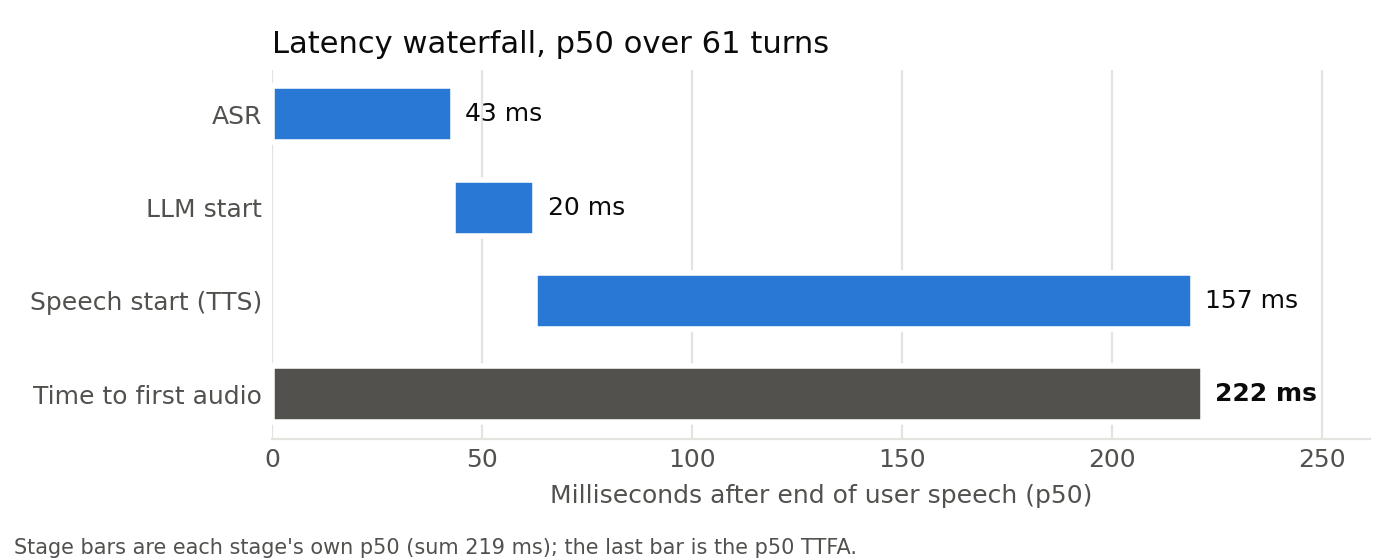 Latency waterfall, p50 over 61 turns
ASR
43 ms
LLM start
20 ms
Speech start (TTS)
157 ms
Time to first audio
222 ms
0 50 100 150 200 250
Milliseconds after end of user speech (p50)
Stage bars are each stage's own p50 (sum 219 ms); the last bar is the p50 TTFA.